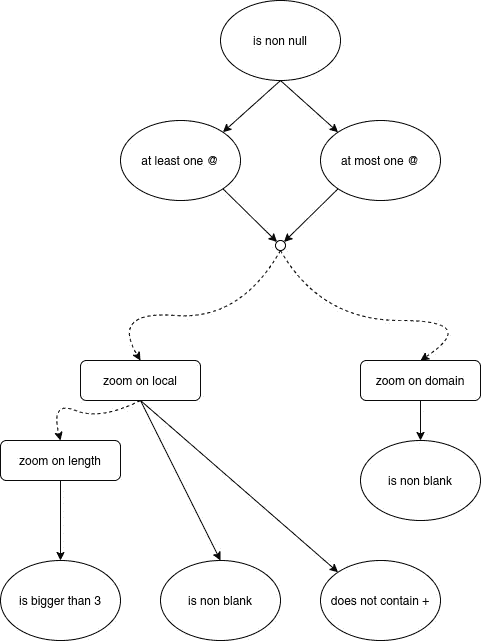 is non null
at least one @
at most one @
zoom on local
zoom on domain
zoom on length
is non blank
is bigger than 3
is non blank
does not contain +